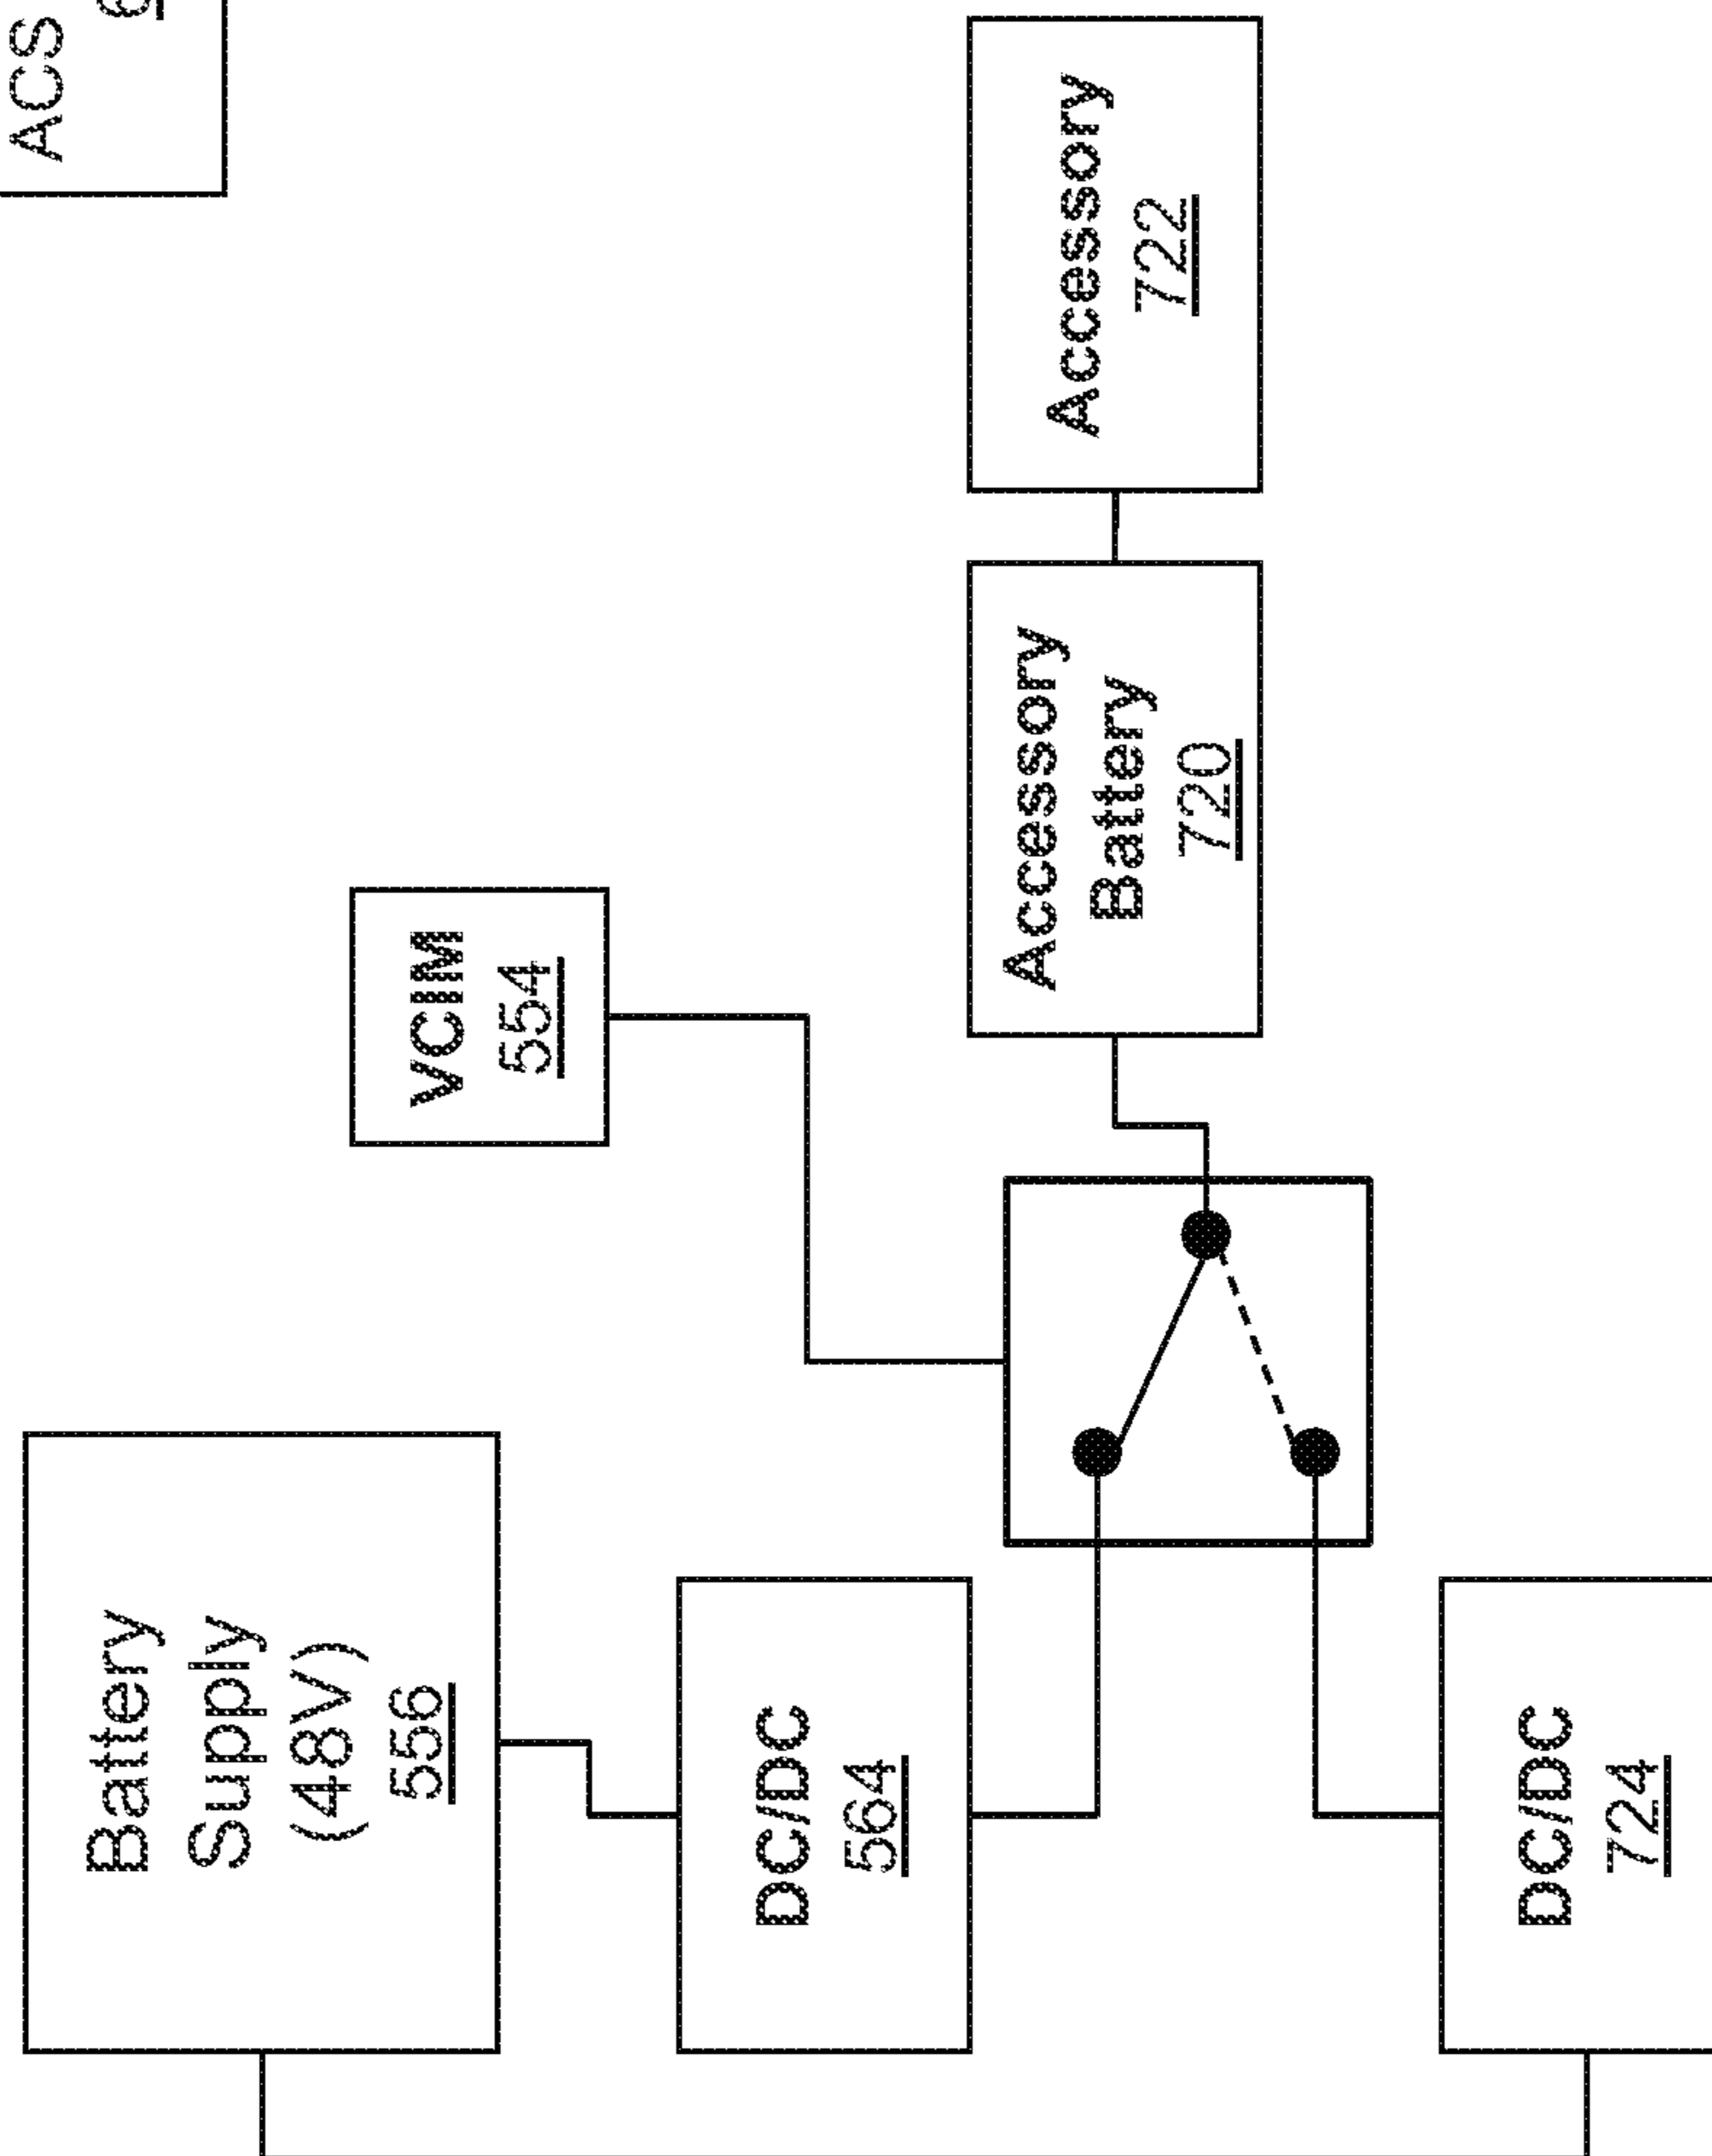 ACS
Battery
Supply
(48V)
556
VCIM
554
DC/DC
564
Accessory
Battery
720
Accessory
722
DC/DC
724